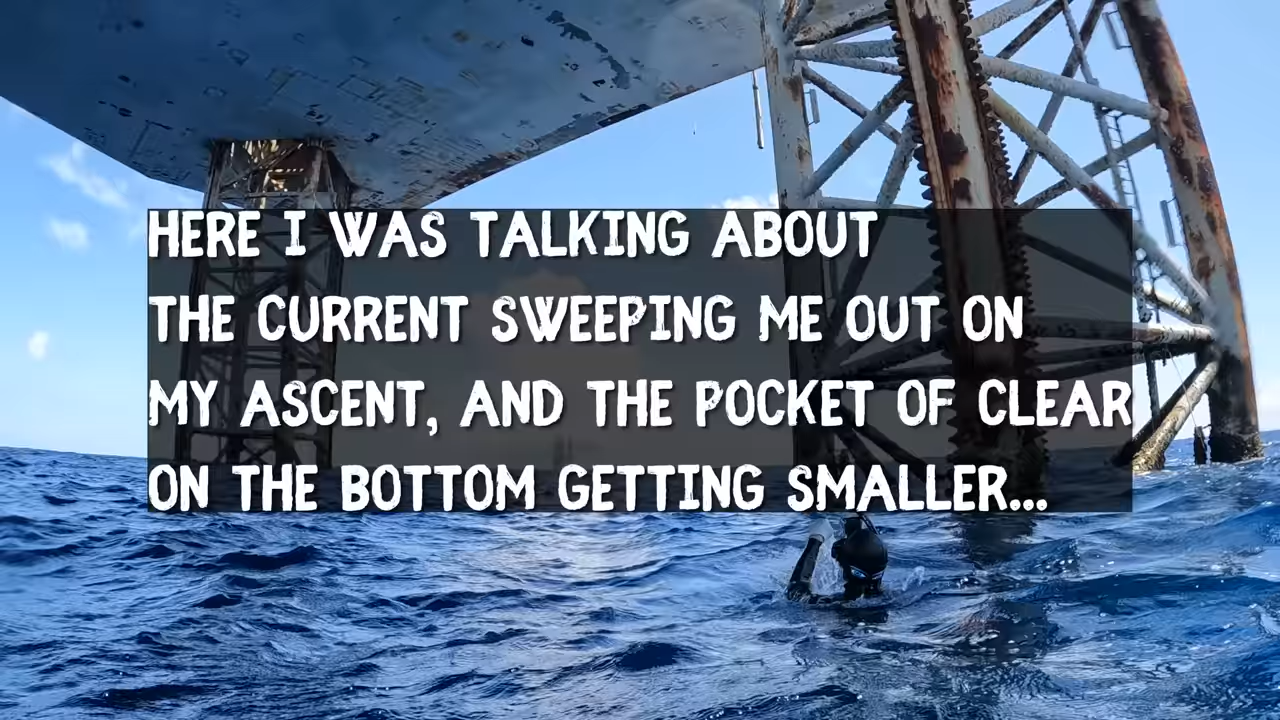 HERE I WAS TALKING ABOUT
THE CURRENT SWEEPING ME OUT ON
MY ASCENT, AND THE POCKET OF CLEAR
ON THE BOTTOM GETTING SMALLER...